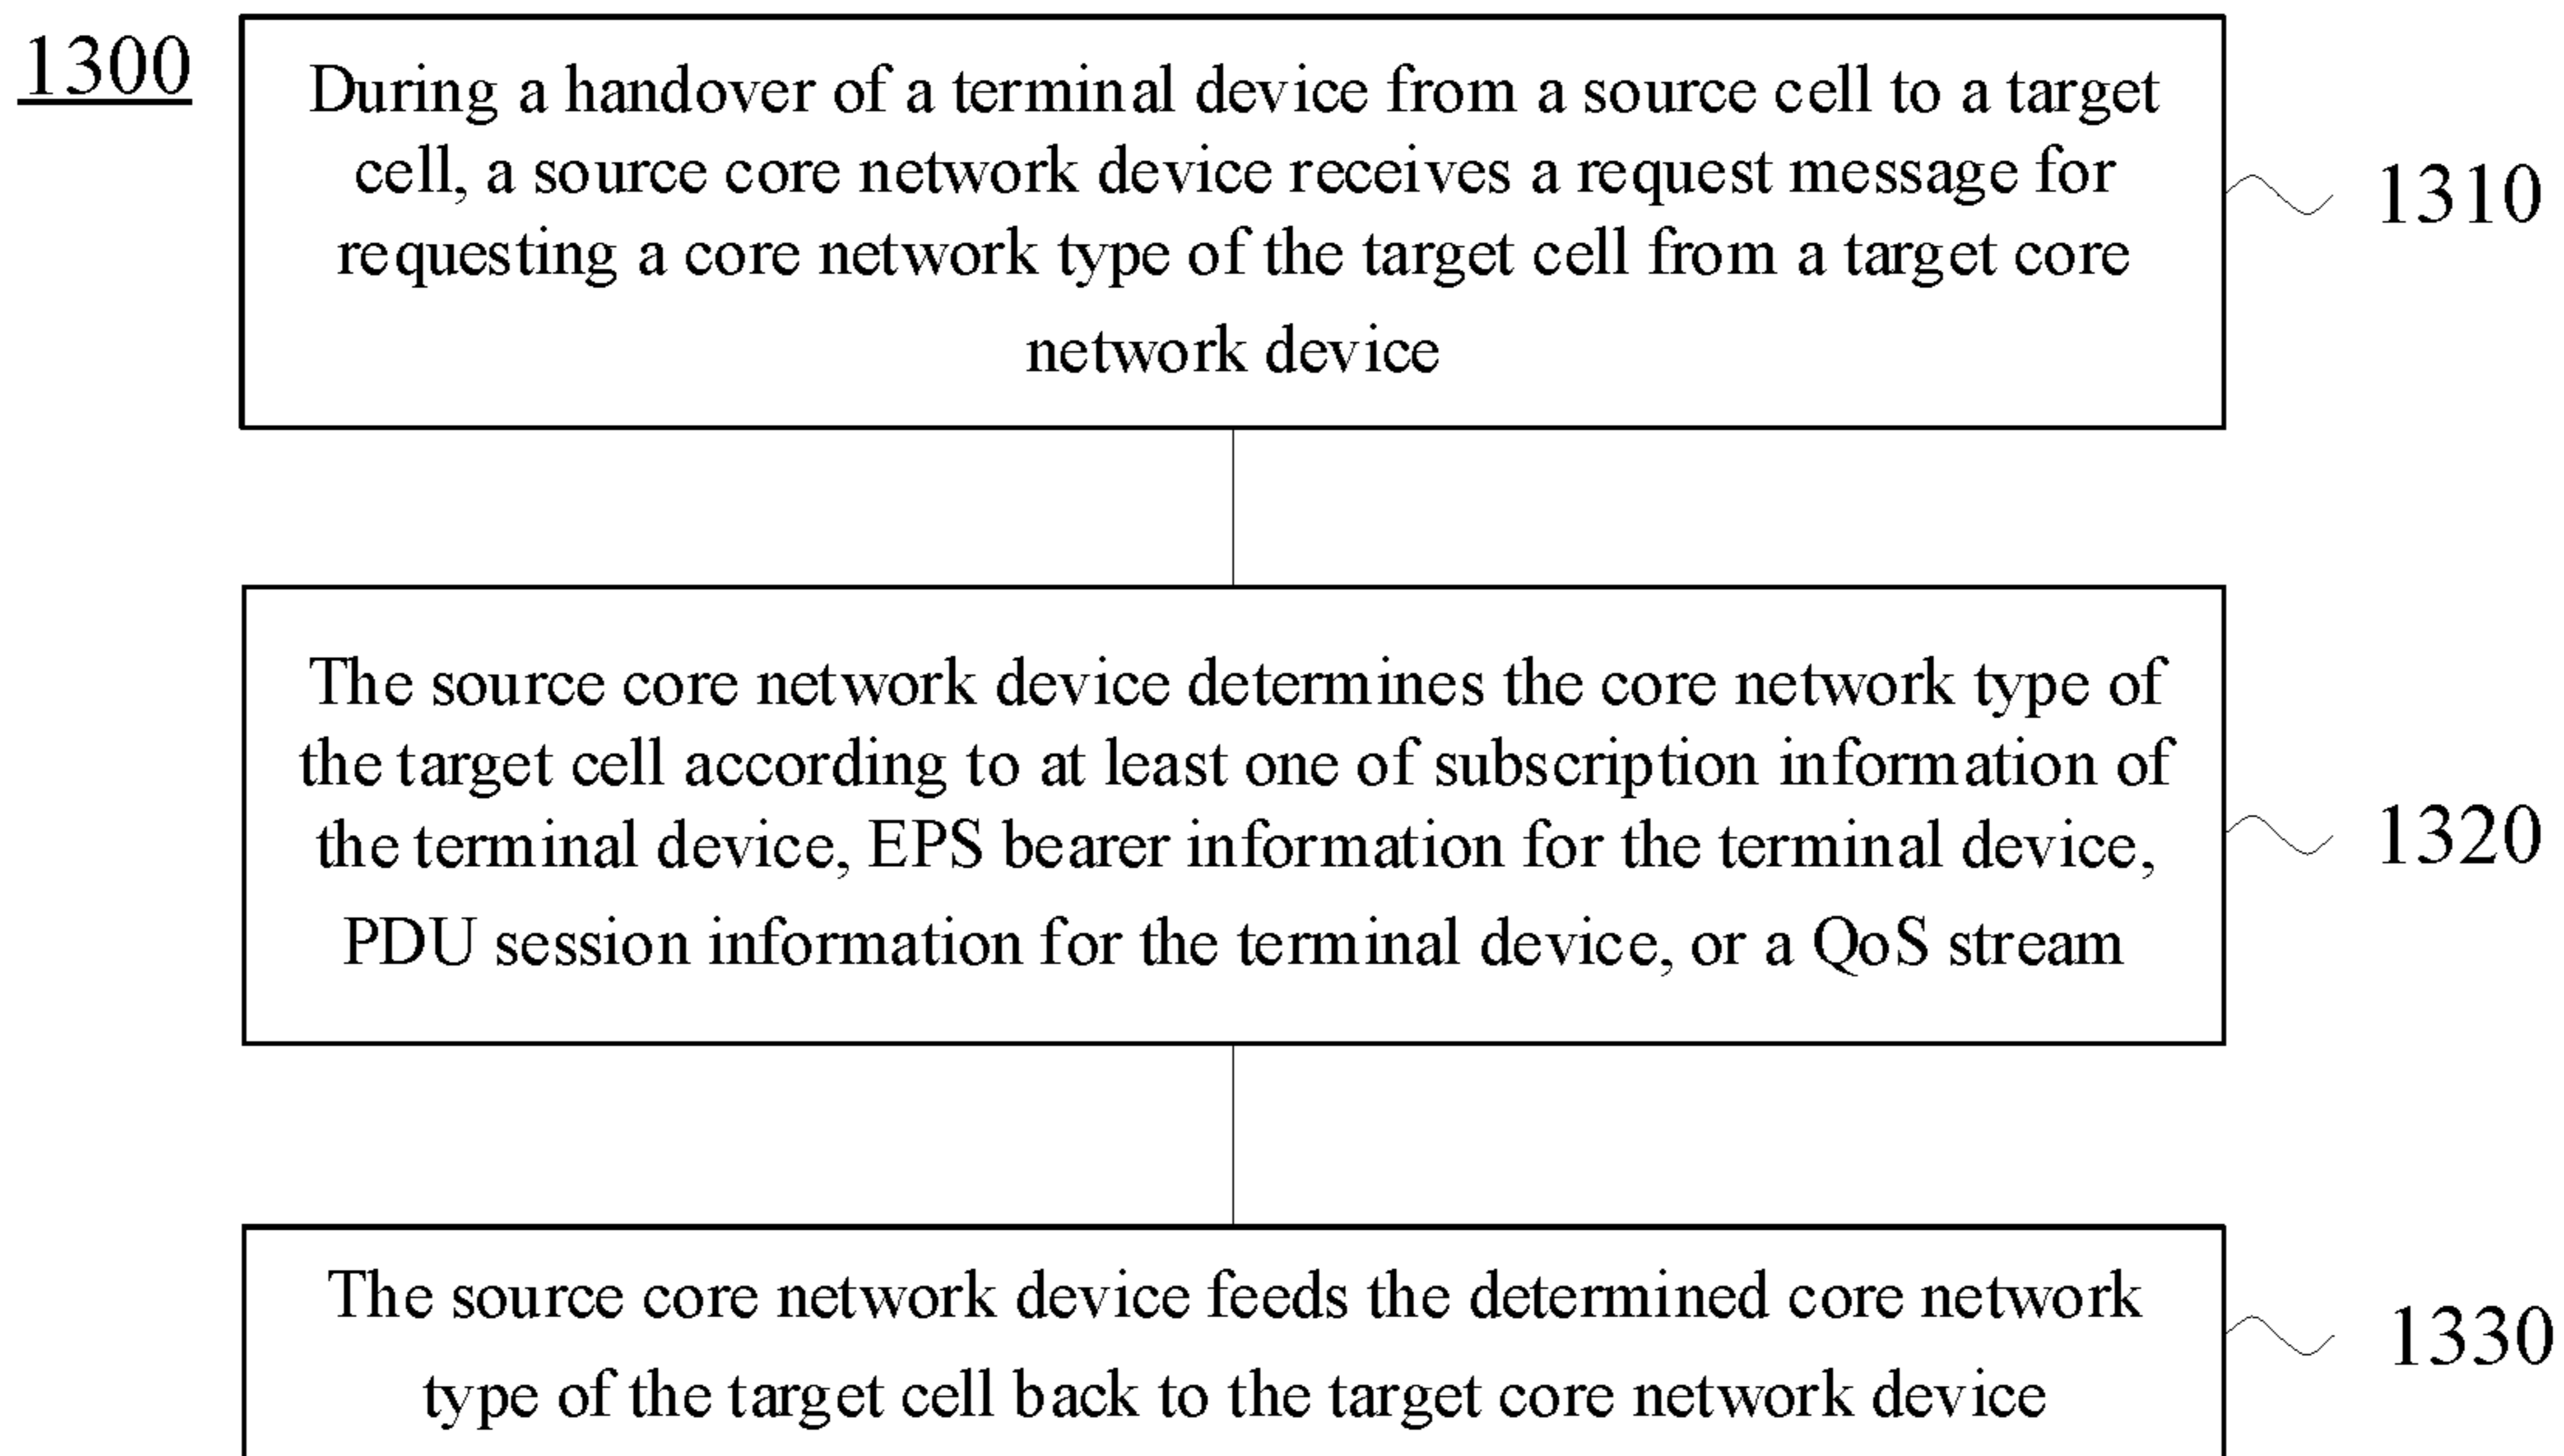 1300
During a handover of a terminal device from a source cell to a target
cell, a source core network device receives a request message for
requesting a core network type of the target cell from a target core
network device
1310
The source core network device determines the core network type of
the target cell according to at least one of subscription information of
the terminal device, EPS bearer information for the terminal device,
PDU session information for the terminal device, or a QoS stream
1320
The source core network device feeds the determined core network
type of the target cell back to the target core network device
1330